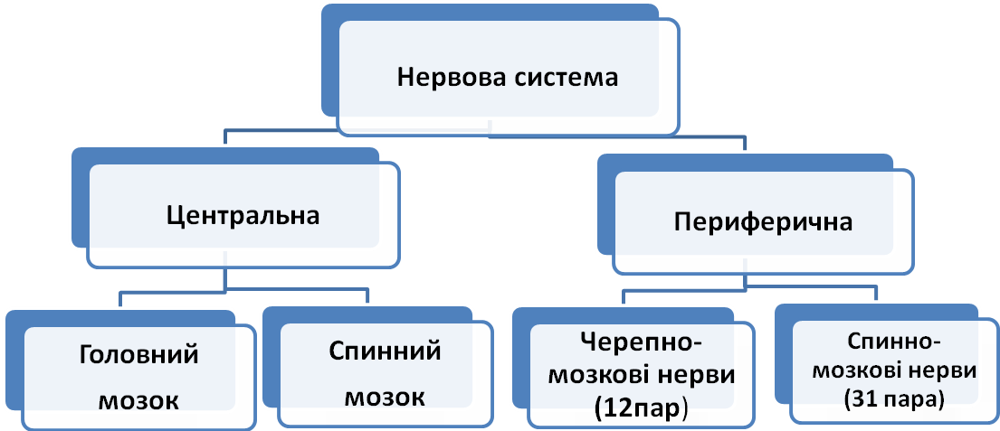 Нервова система
Центральна
Периферична
Головний
мозок
Спинний
мозок
Черепно-
мозкові нерви
(12пар)
Спинно-
мозкові нерви
(31 пара)